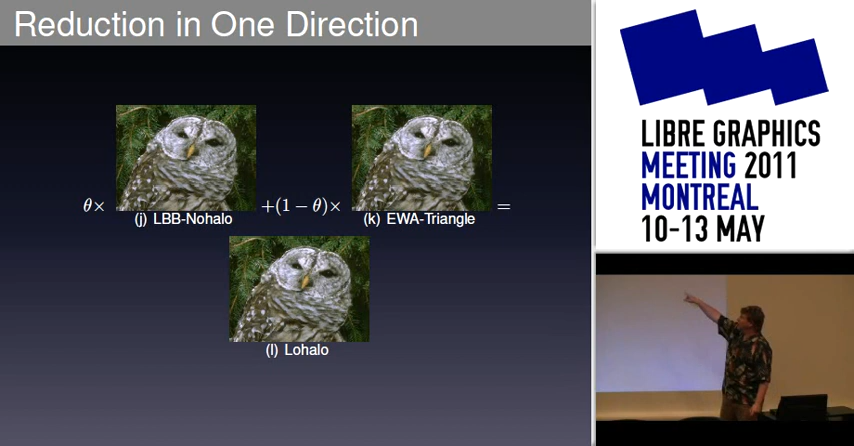 Reduction in One Direction
θ× +(1 − θ)× =
(j) LBB-Nohalo (k) EWA-Triangle
(l) Lohalo
LIBRE GRAPHICS
MEETING 2011
MONTREAL
10-13 MAY